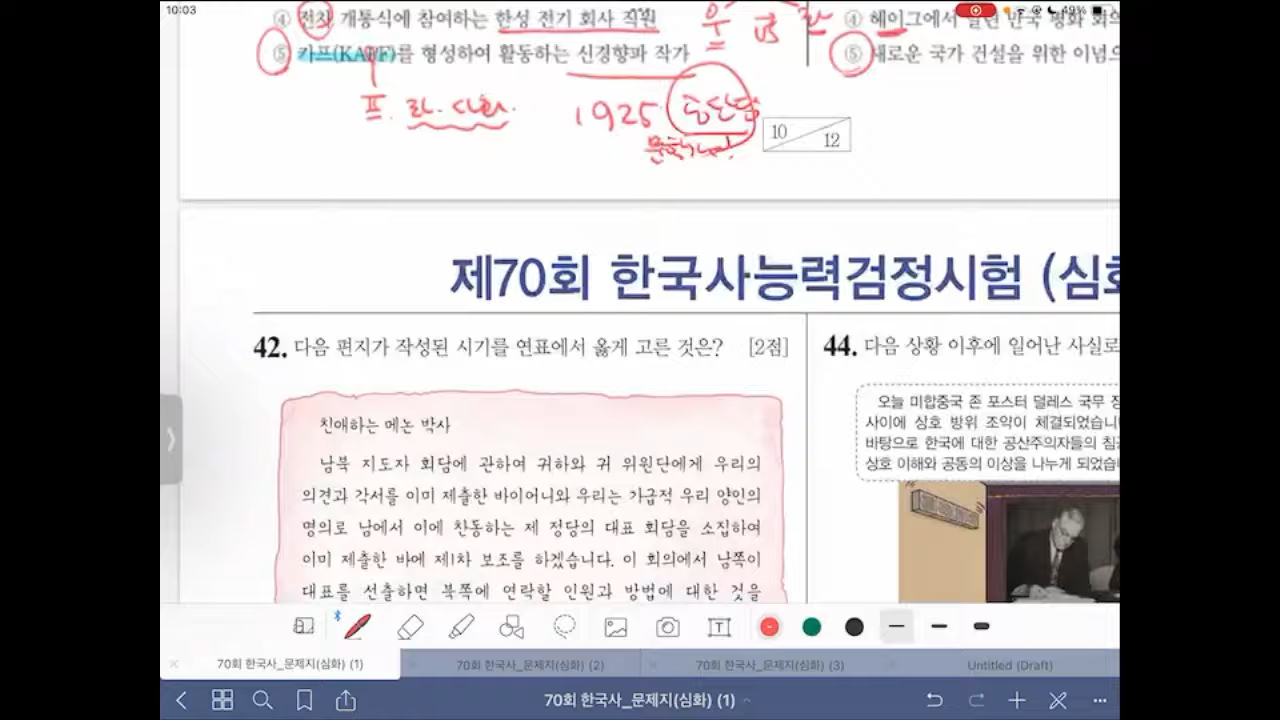 10:03
49%
④ 전차 개통식에 참여하는 한성 전기 회사 직원
⑤ 카프(KAPF)를 형성하여 활동하는 신경향파 작가
1925
10
12
④ 헤이그에서 열린 만국 평화 회의
⑤ 새로운 국가 건설을 위한 이념으
제70회 한국사능력검정시험 (심화
42. 다음 편지가 작성된 시기를 연표에서 옳게 고른 것은? [2점]
친애하는 메논 박사
남북 지도자 회담에 관하여 귀하와 귀 위원단에게 우리의
의견과 각서를 이미 제출한 바이어니와 우리는 가급적 우리 양인의
명의로 남에서 이에 찬동하는 제 정당의 대표 회담을 소집하여
이미 제출한 바에 제1차 보조를 하겠습니다. 이 회의에서 남쪽이
대표를 선출하면 북쪽에 연락할 인원과 방법에 대한 것을
44. 다음 상황 이후에 일어난 사실로
오늘 미합중국 존 포스터 덜레스 국무 장
사이에 상호 방위 조약이 체결되었습니
바탕으로 한국에 대한 공산주의자들의 침공
상호 이해와 공동의 이상을 나누게 되었습
70회 한국사_문제지(심화) (1)
70회 한국사_문제지(심화) (2)
70회 한국사_문제지(심화) (3)
Untitled (Draft)
70회 한국사_문제지(심화) (1)